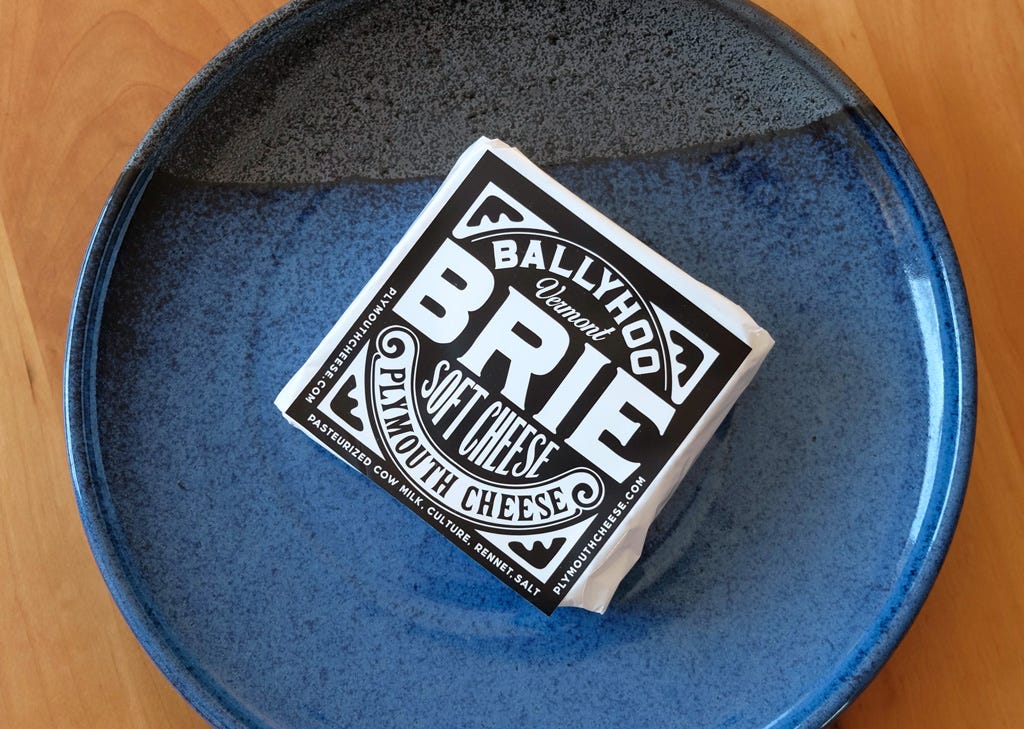 BALLYHOO
Vermont
BRIE
SOFT CHEESE
PLYMOUTH CHEESE
PLYMOUTHCHEESE.COM
PASTEURIZED COW MILK, CULTURE, RENNET, SALT
PLYMOUTHCHEESE.COM